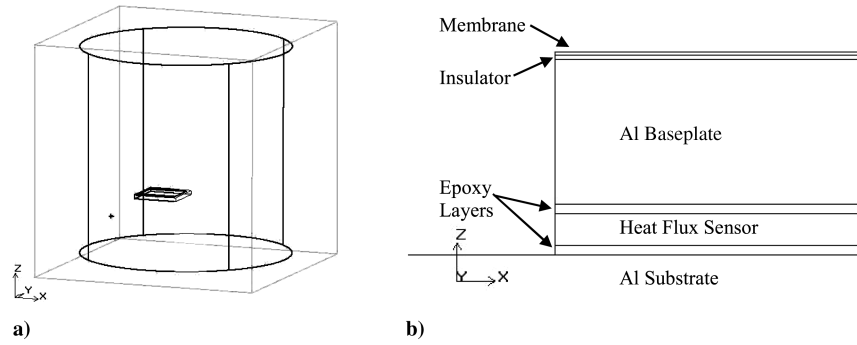 Z
Y
X
a)
Membrane
Insulator
Al Baseplate
Epoxy
Layers
Heat Flux Sensor
Z
Y
X
Al Substrate
b)